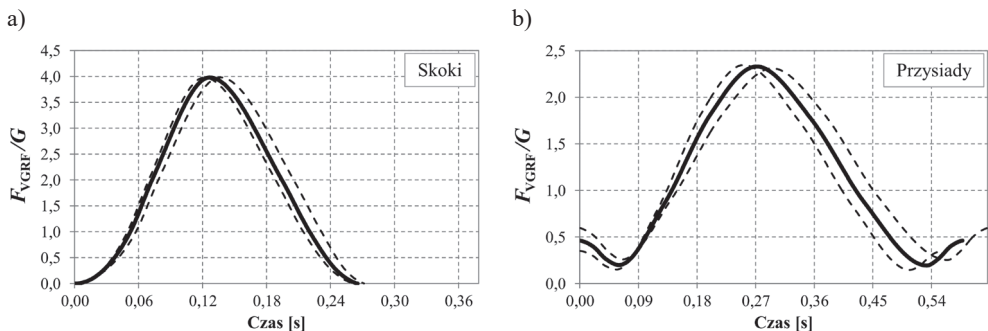 a)
4,5
4,0
3,5
3,0
2,5
2,0
1,5
1,0
0,5
0,0
F_VGRF/G
Skoki
0,00 0,06 0,12 0,18 0,24 0,30 0,36
Czas [s]
b)
2,5
2,0
1,5
1,0
0,5
0,0
F_VGRF/G
Przysiady
0,00 0,09 0,18 0,27 0,36 0,45 0,54
Czas [s]